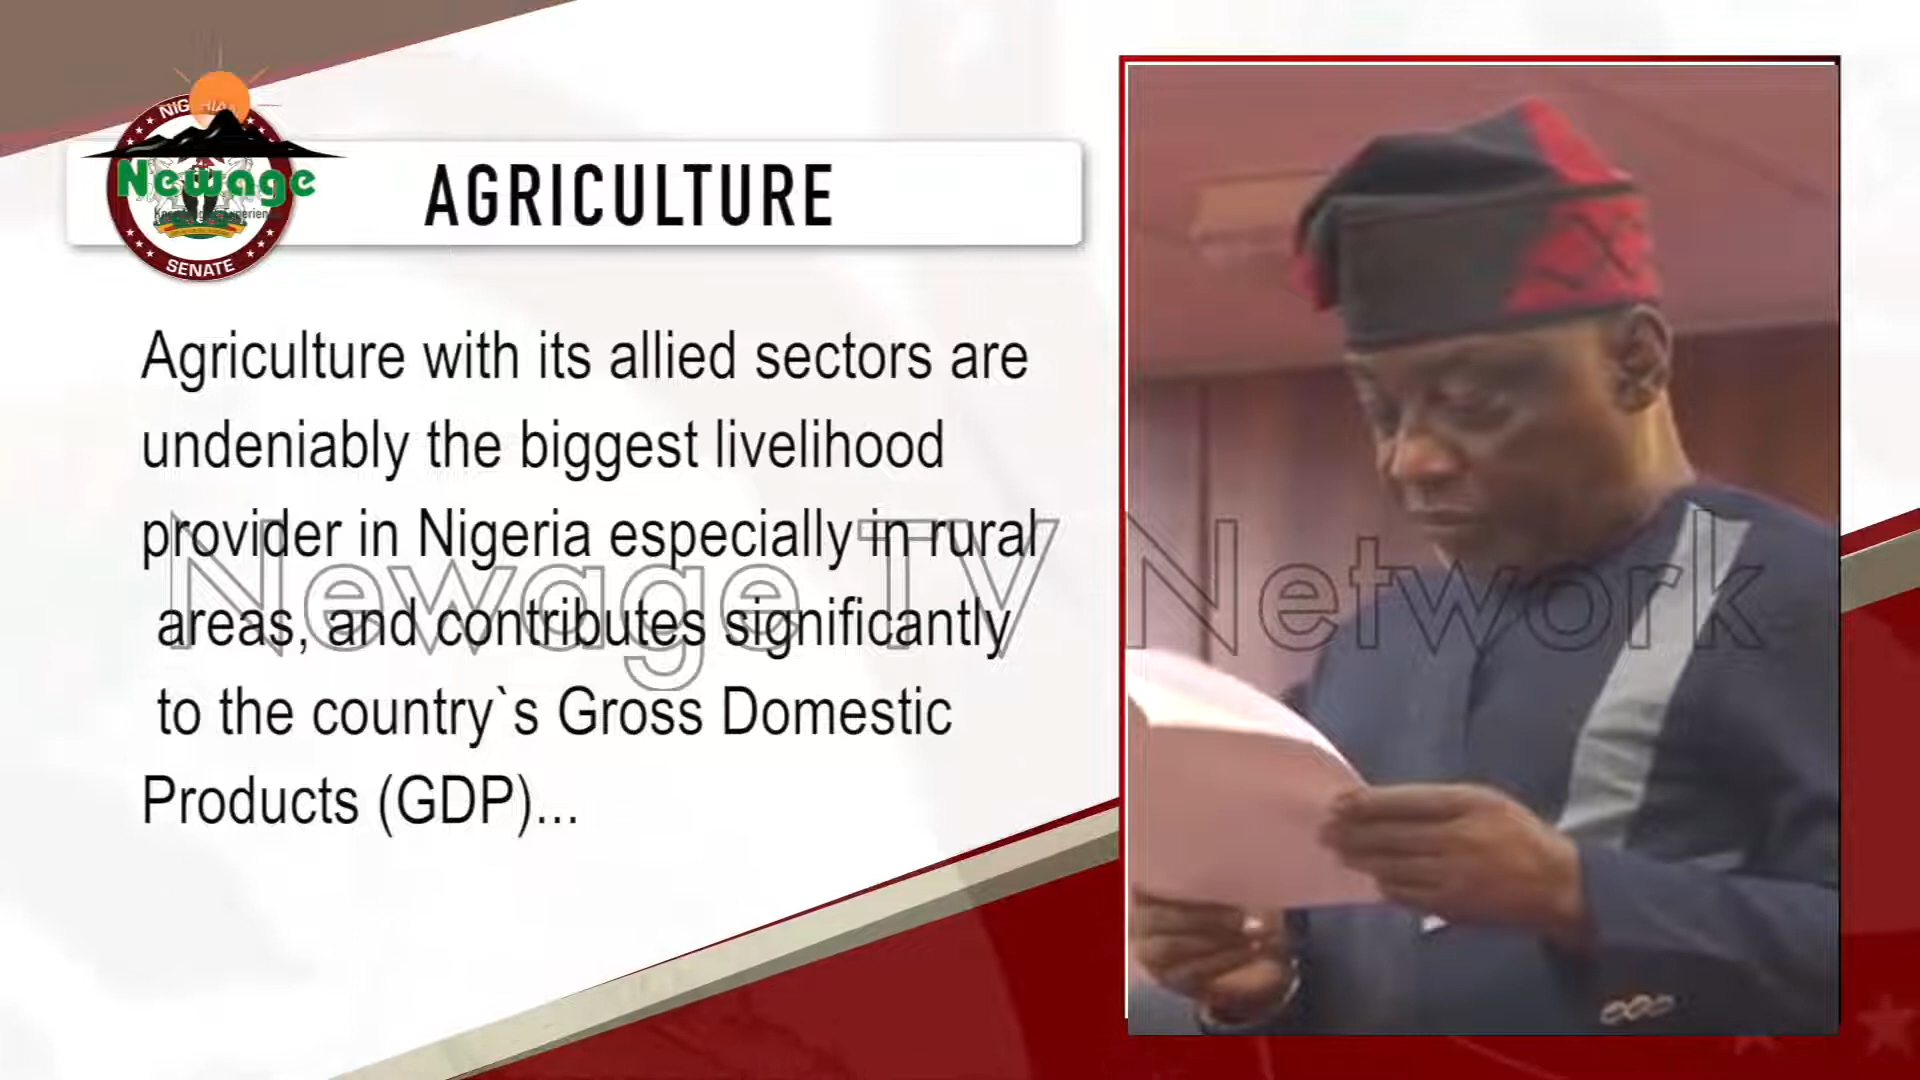 NIGERIAN
Newage
SENATE
AGRICULTURE
Agriculture with its allied sectors are
undeniably the biggest livelihood
provider in Nigeria especially in rural
areas, and contributes significantly
to the country`s Gross Domestic
Products (GDP)...
Newage TV Network